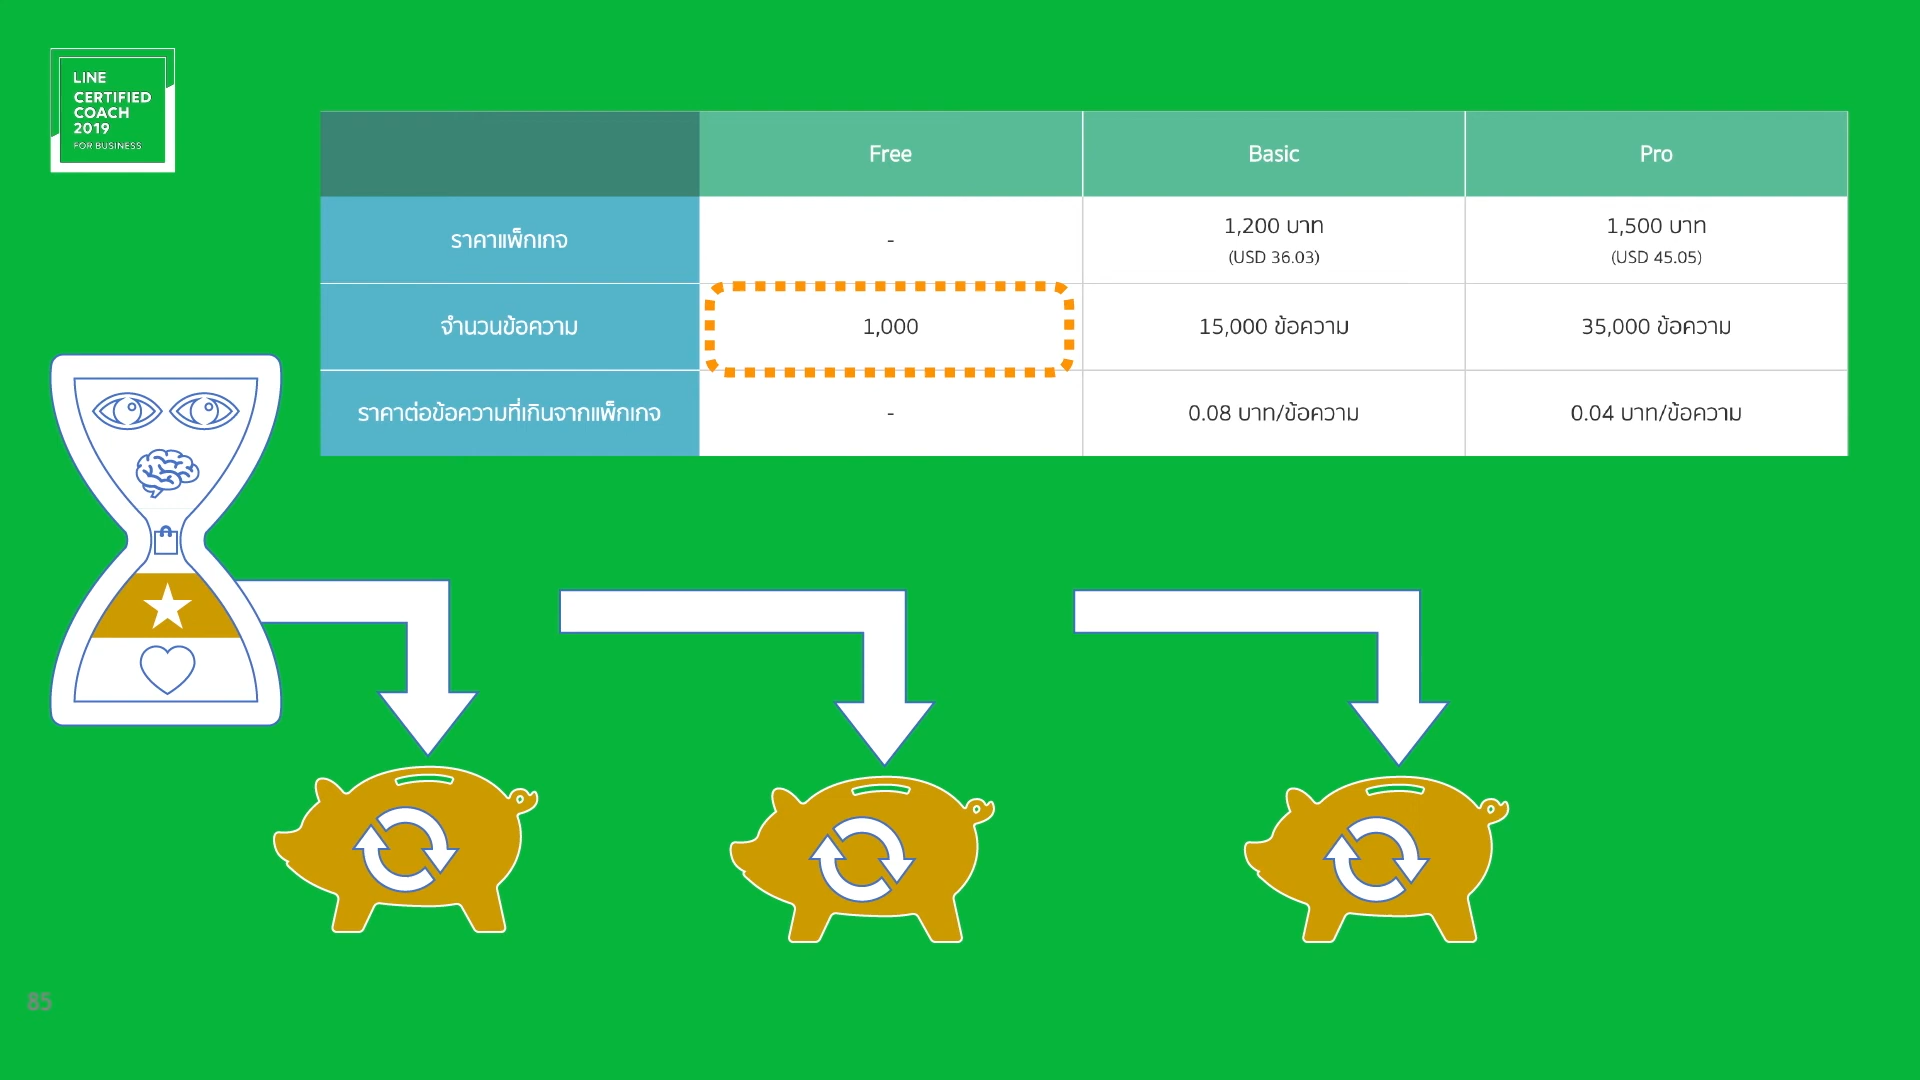 LINE
CERTIFIED
COACH
2019
FOR BUSINESS
Free
Basic
Pro
ราคาแพ็กเกจ
-
1,200 บาท
(USD 36.03)
1,500 บาท
(USD 45.05)
จำนวนข้อความ
1,000
15,000 ข้อความ
35,000 ข้อความ
ราคาต่อข้อความที่เกินจากแพ็กเกจ
-
0.08 บาท/ข้อความ
0.04 บาท/ข้อความ
85